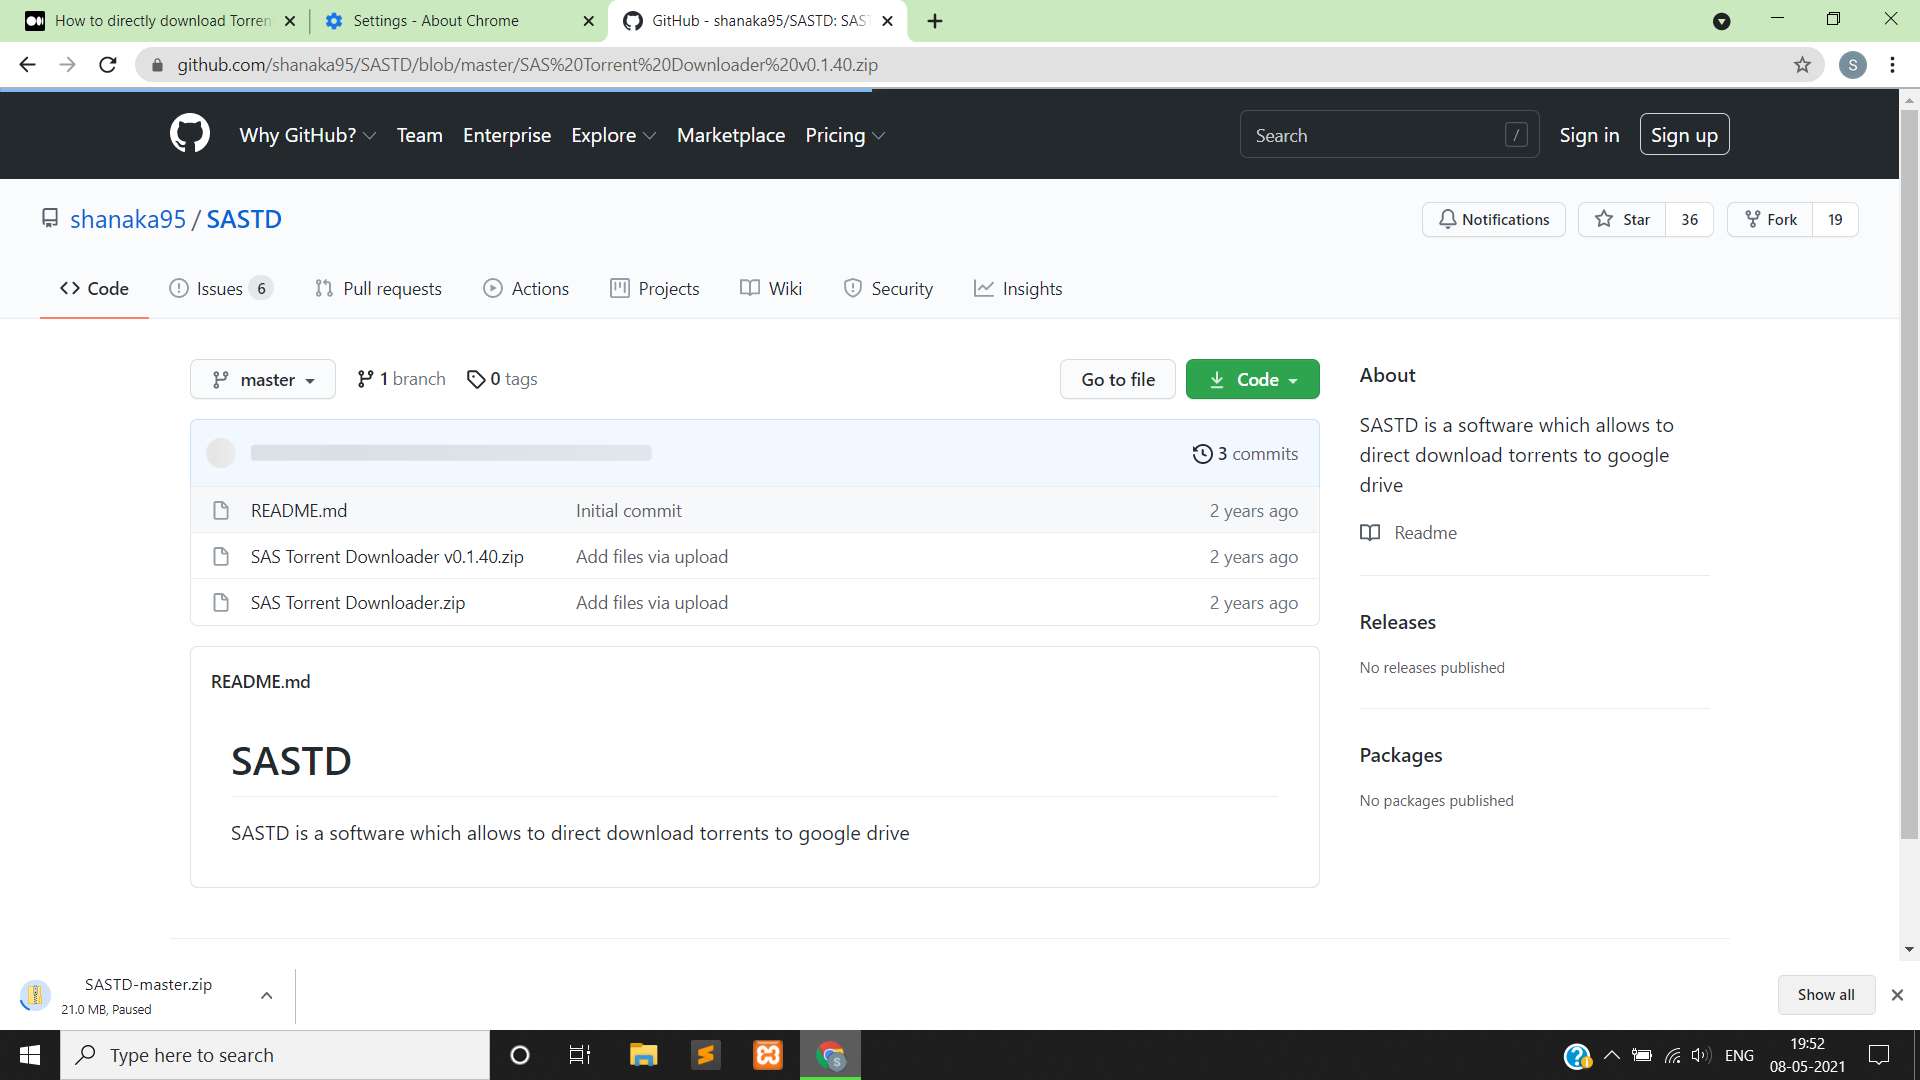 How to directly download Torren
Settings - About Chrome
GitHub - shanaka95/SASTD: SAS
github.com/shanaka95/SASTD/blob/master/SAS%20Torrent%20Downloader%20v0.1.40.zip
S
Why GitHub? Team Enterprise Explore Marketplace Pricing
Search /
Sign in Sign up
shanaka95 / SASTD
Notifications Star 36 Fork 19
Code Issues 6 Pull requests Actions Projects Wiki Security Insights
master 1 branch 0 tags
Go to file Code
3 commits
README.md Initial commit 2 years ago
SAS Torrent Downloader v0.1.40.zip Add files via upload 2 years ago
SAS Torrent Downloader.zip Add files via upload 2 years ago
README.md
SASTD
SASTD is a software which allows to direct download torrents to google drive
About
SASTD is a software which allows to
direct download torrents to google
drive
Readme
Releases
No releases published
Packages
No packages published
SASTD-master.zip
21.0 MB, Paused
Show all
Type here to search
S
ENG
19:52
08-05-2021